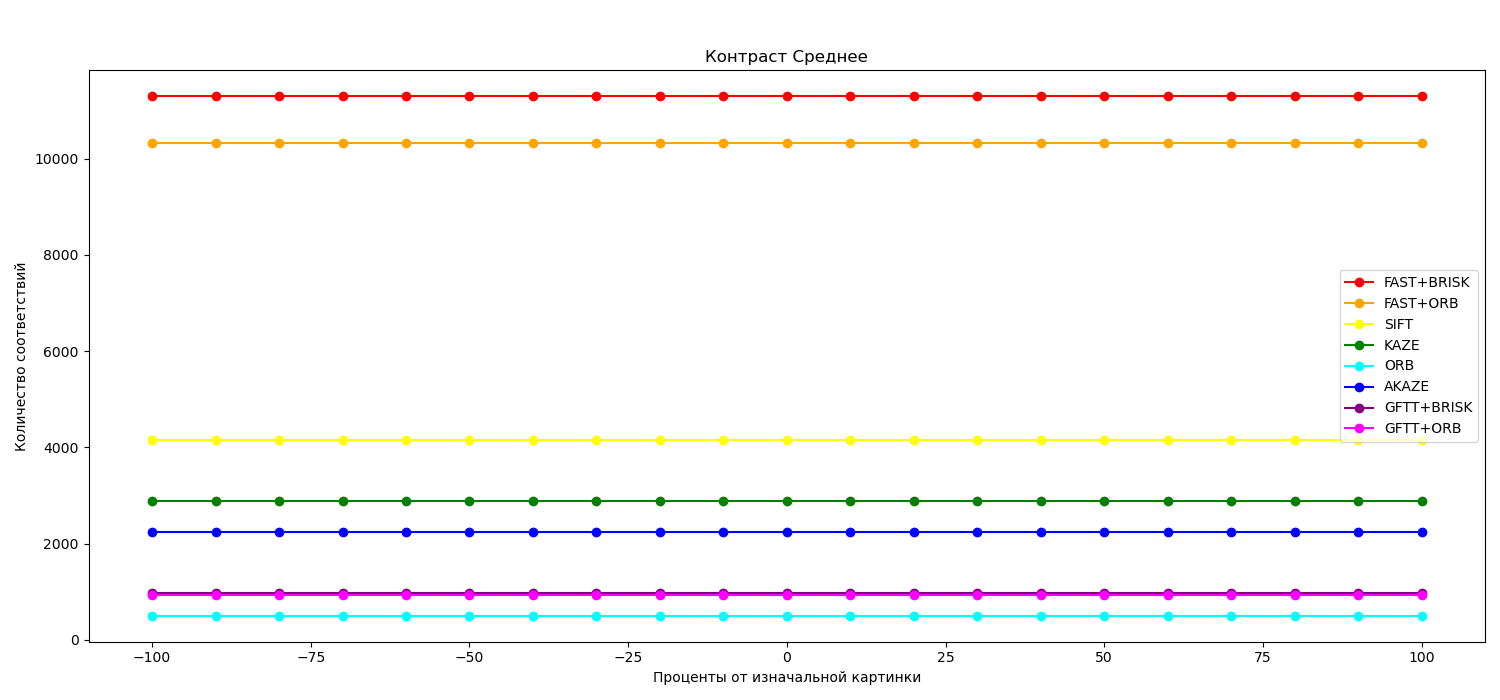 Контраст Среднее
Количество соответствий
10000
8000
6000
4000
2000
0
FAST+BRISK
FAST+ORB
SIFT
KAZE
ORB
AKAZE
GFTT+BRISK
GFTT+ORB
−100 −75 −50 −25 0 25 50 75 100
Проценты от изначальной картинки